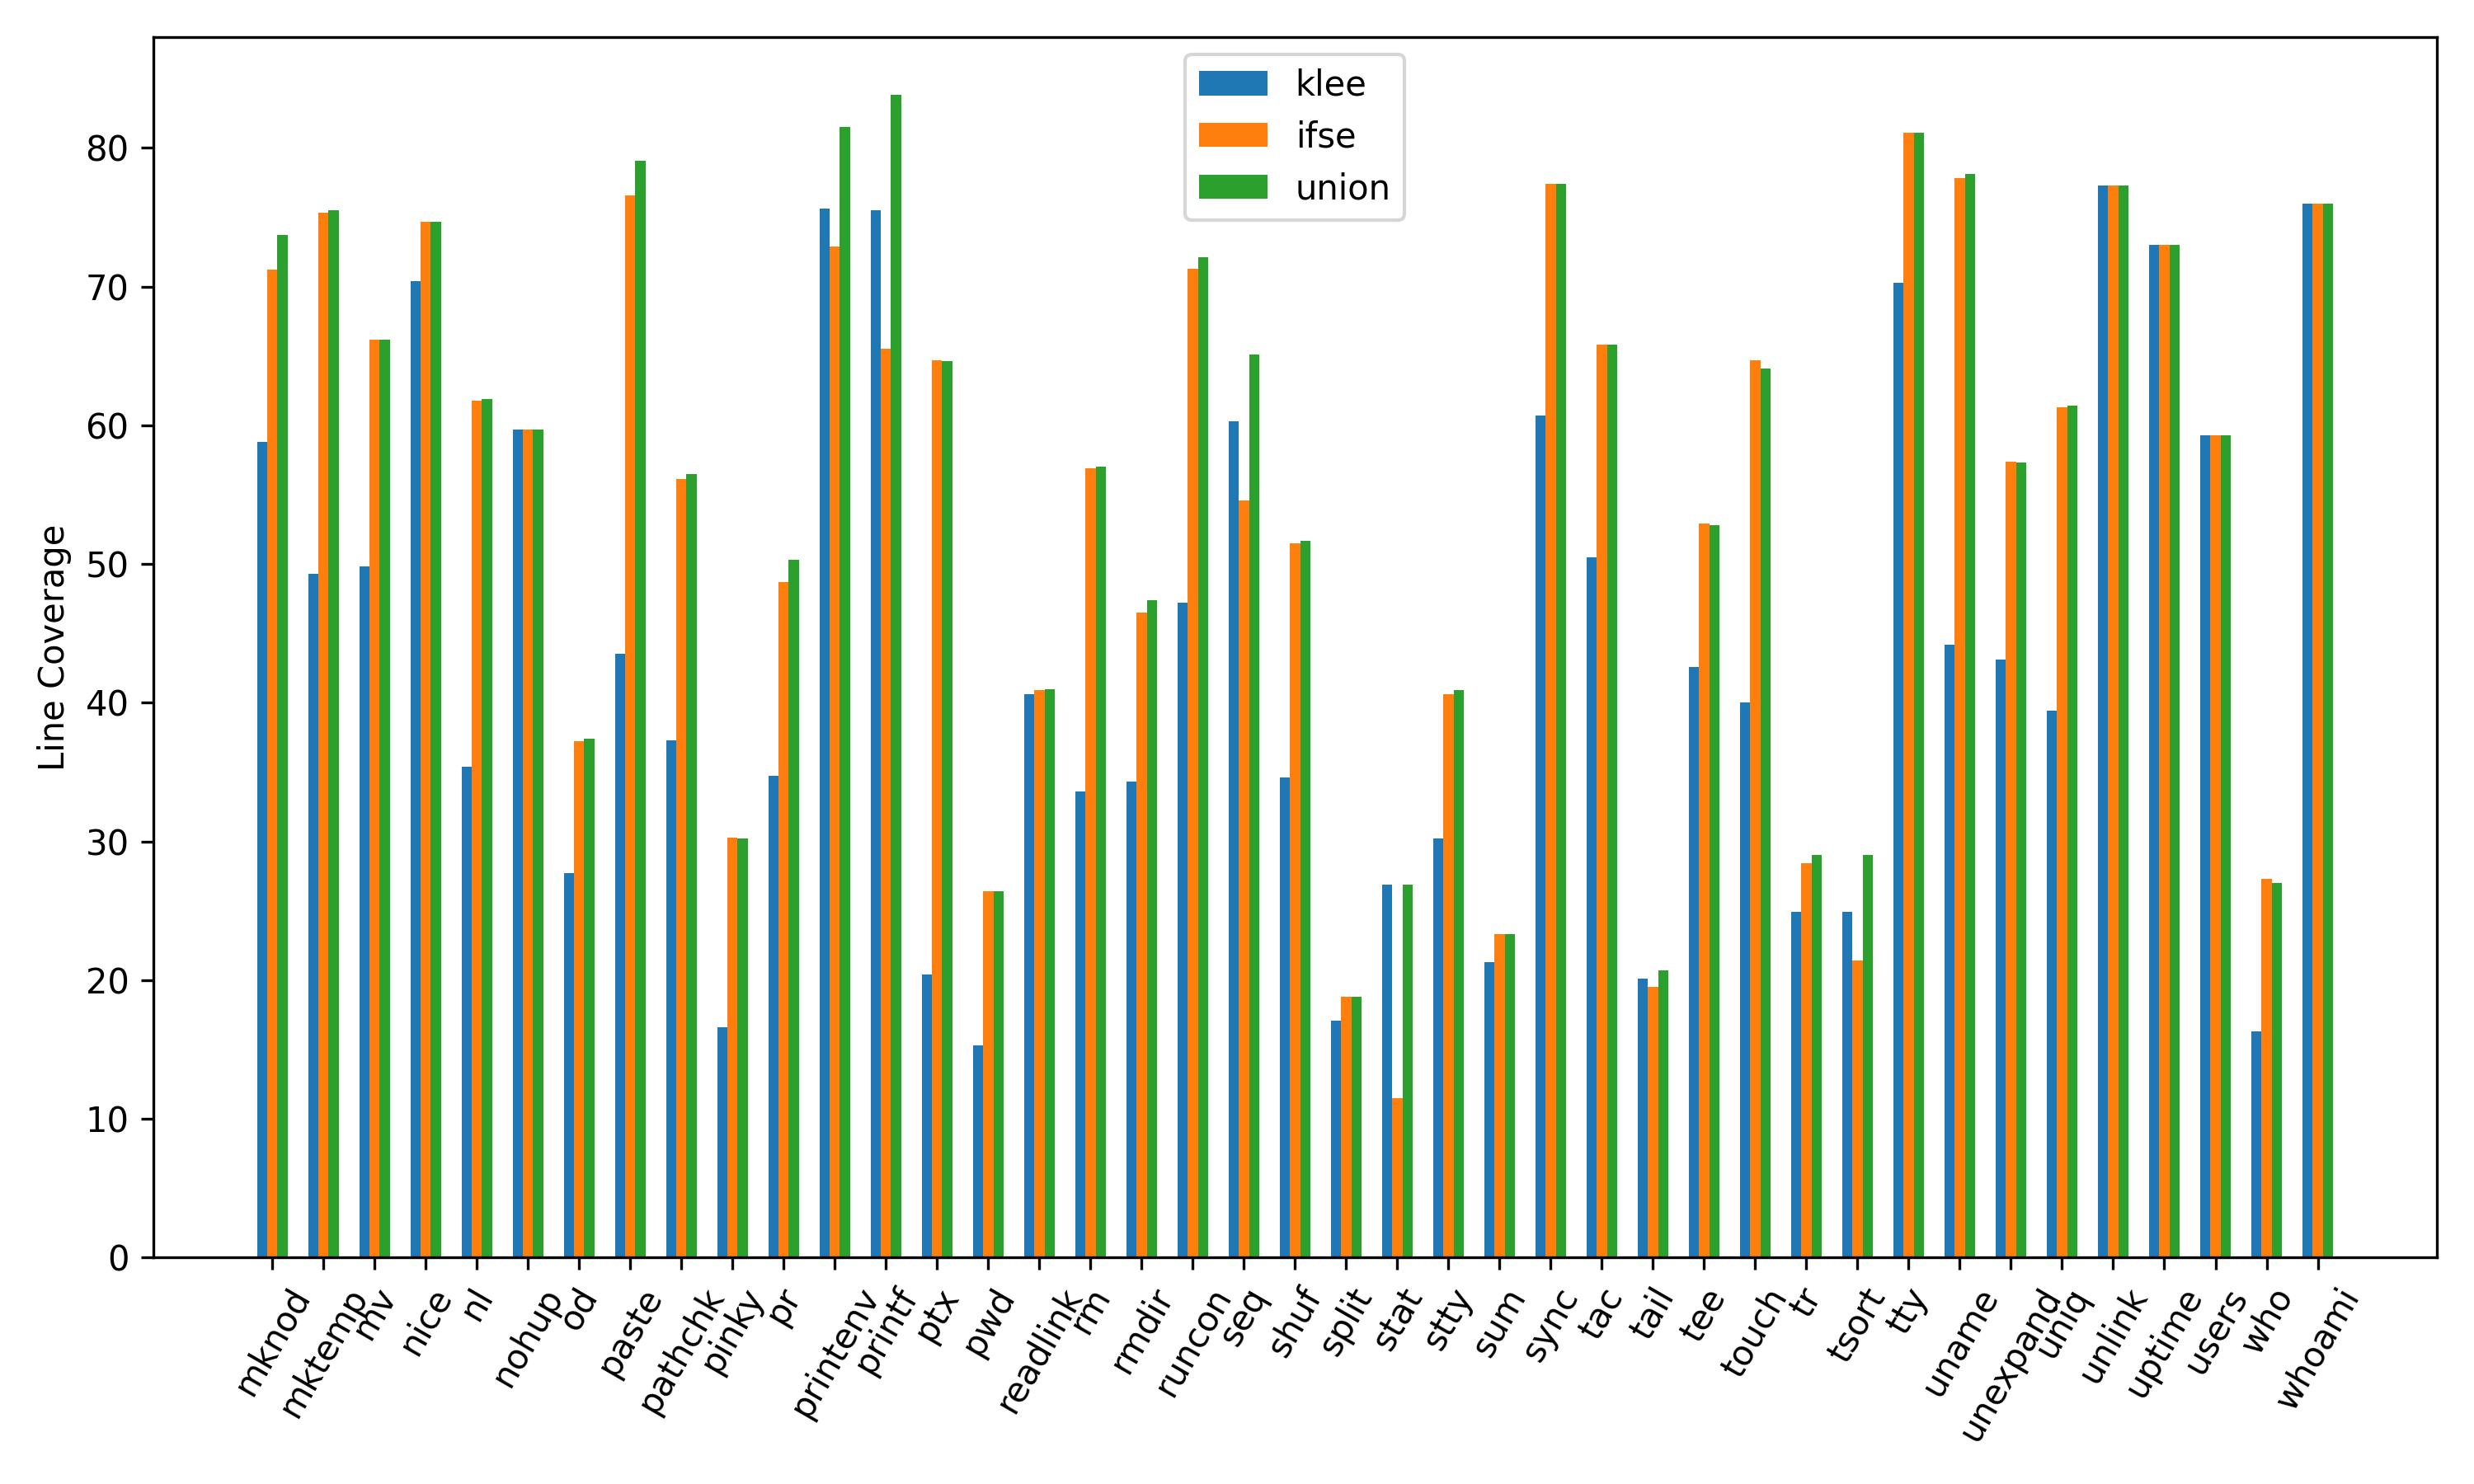 klee
ifse
union
Line Coverage
80
70
60
50
40
30
20
10
0
mknod
mktemp
mv
nice
nl
nohup
od
paste
pathchk
pinky
pr
printenv
printf
ptx
pwd
readlink
rm
rmdir
runcon
seq
shuf
split
stat
stty
sum
sync
tac
tail
tee
touch
tr
tsort
tty
uname
unexpand
uniq
unlink
uptime
users
who
whoami